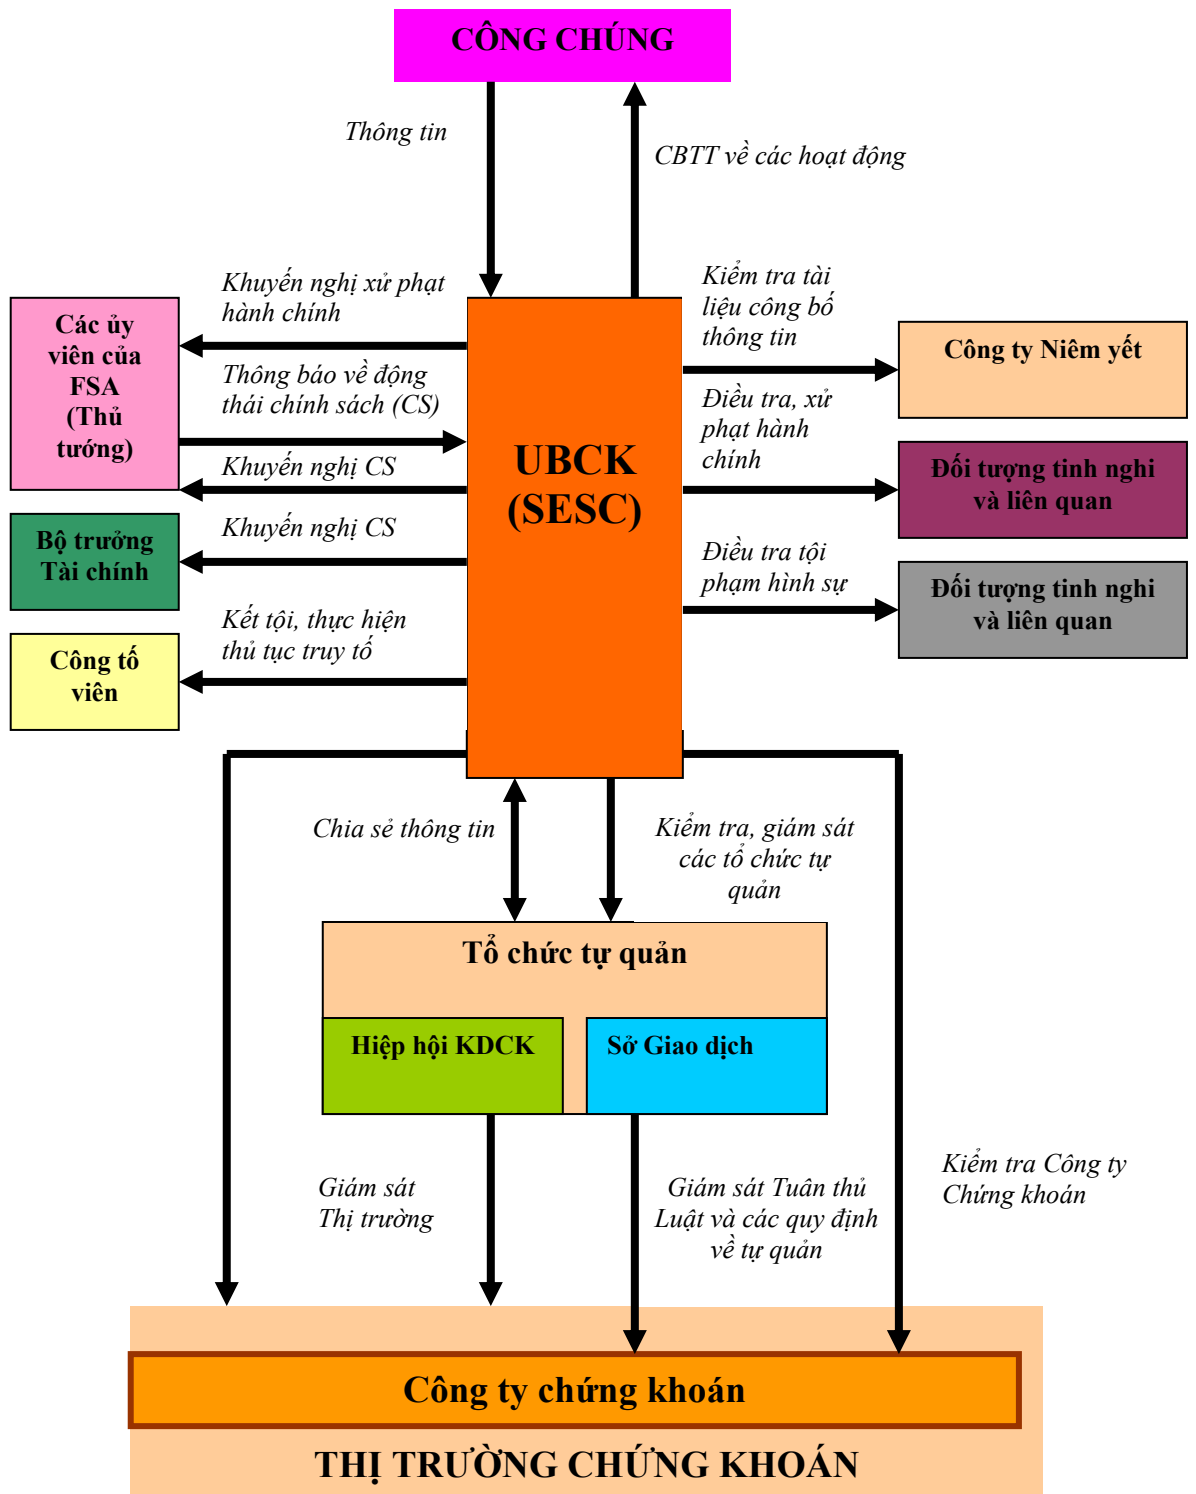 CÔNG CHÚNG
Thông tin
CBTT về các hoạt động
Khuyến nghị xử phạt
hành chính
Kiểm tra tài
liệu công bố
thông tin
Các ủy
viên của
FSA
(Thủ
tướng)
Thông báo về động
thái chính sách (CS)
Khuyến nghị CS
UBCK
(SESC)
Công ty Niêm yết
Điều tra, xử
phạt hành
chính
Đối tượng tinh nghi
và liên quan
Bộ trưởng
Tài chính
Khuyến nghị CS
Điều tra tội
phạm hình sự
Đối tượng tinh nghi
và liên quan
Công tố
viên
Kết tội, thực hiện
thủ tục truy tố
Chia sẻ thông tin
Kiểm tra, giám sát
các tổ chức tự
quản
Tổ chức tự quản
Hiệp hội KDCK
Sở Giao dịch
Giám sát
Thị trường
Giám sát Tuân thủ
Luật và các quy định
về tự quản
Kiểm tra Công ty
Chứng khoán
Công ty chứng khoán
THỊ TRƯỜNG CHỨNG KHOÁN